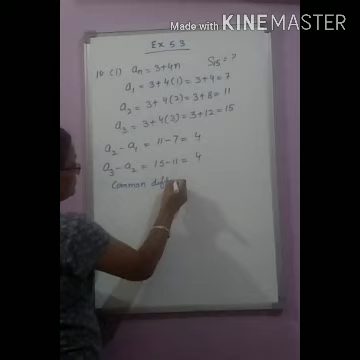 Made with KINEMASTER
Ex 5.3
10. (i) aₙ = 3+4n S₁₅ = ?
a₁ = 3+4(1) = 3+4 = 7
a₂ = 3+4(2) = 3+8 = 11
a₃ = 3+4(3) = 3+12 = 15
a₂ - a₁ = 11-7 = 4
a₃ - a₂ = 15-11 = 4
Common diff